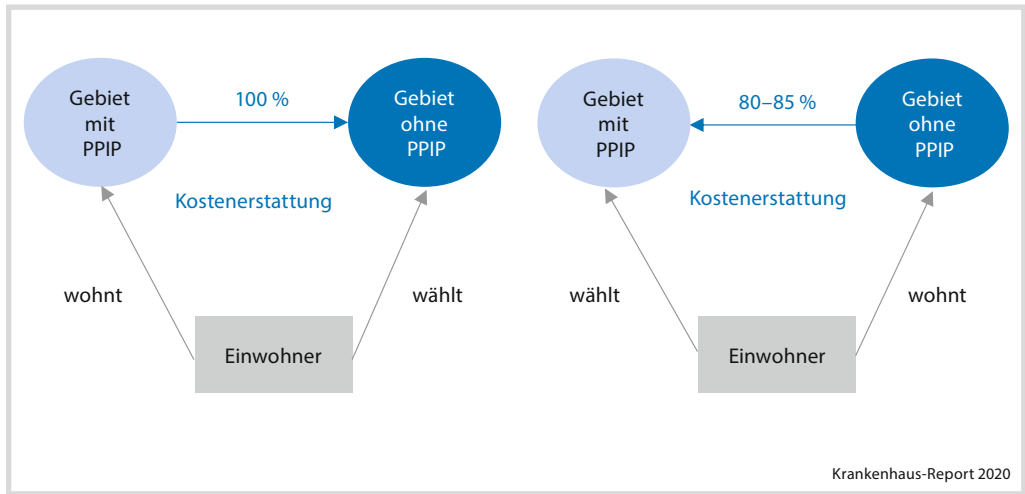 Gebiet
mit
PPIP
100 %
Gebiet
ohne
PPIP
Kostenerstattung
wohnt
wählt
Einwohner
Gebiet
mit
PPIP
80–85 %
Gebiet
ohne
PPIP
Kostenerstattung
wählt
wohnt
Einwohner
Krankenhaus-Report 2020